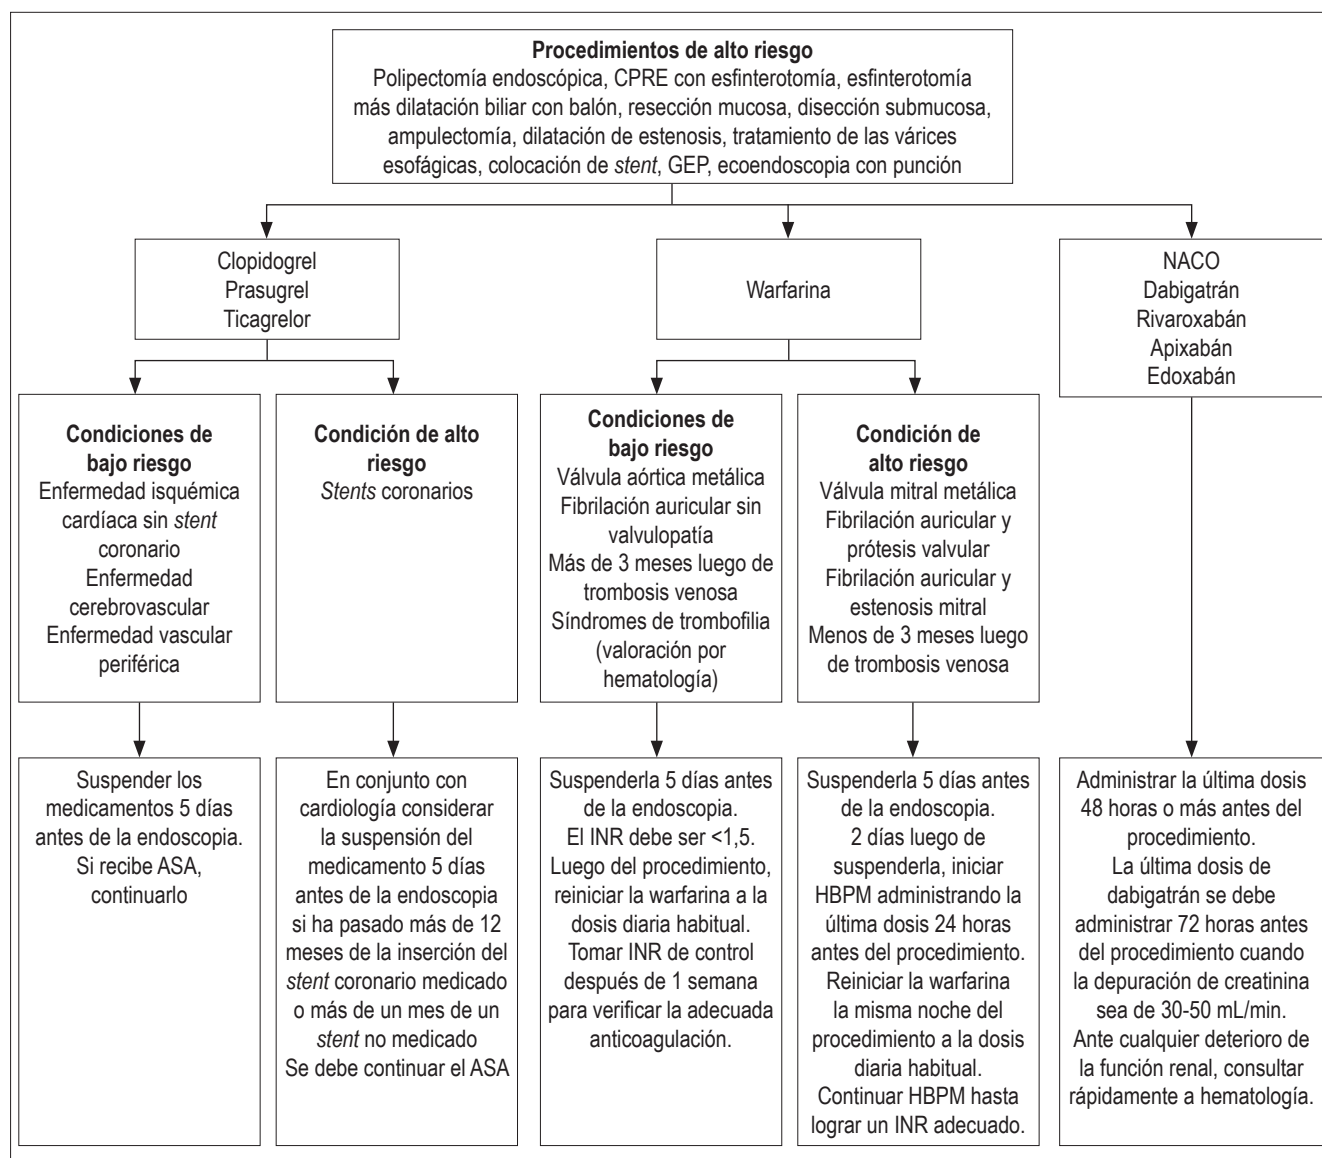 Procedimientos de alto riesgo
Polipectomía endoscópica, CPRE con esfinterotomía, esfinterotomía
más dilatación biliar con balón, resección mucosa, disección submucosa,
ampulectomía, dilatación de estenosis, tratamiento de las várices
esofágicas, colocación de stent, GEP, ecoendoscopia con punción
Clopidogrel
Prasugrel
Ticagrelor
Warfarina
NACO
Dabigatrán
Rivaroxabán
Apixabán
Edoxabán
Condiciones de
bajo riesgo
Enfermedad isquémica
cardíaca sin stent
coronario
Enfermedad
cerebrovascular
Enfermedad vascular
periférica
Condición de alto
riesgo
Stents coronarios
Condiciones de
bajo riesgo
Válvula aórtica metálica
Fibrilación auricular sin
valvulopatía
Más de 3 meses luego de
trombosis venosa
Síndromes de trombofilia
(valoración por
hematología)
Condición de
alto riesgo
Válvula mitral metálica
Fibrilación auricular y
prótesis valvular
Fibrilación auricular y
estenosis mitral
Menos de 3 meses luego
de trombosis venosa
Suspender los
medicamentos 5 días
antes de la endoscopia.
Si recibe ASA,
continuarlo
En conjunto con
cardiología considerar
la suspensión del
medicamento 5 días
antes de la endoscopia
si ha pasado más de 12
meses de la inserción del
stent coronario medicado
o más de un mes de un
stent no medicado
Se debe continuar el ASA
Suspenderla 5 días antes
de la endoscopia.
El INR debe ser <1,5.
Luego del procedimiento,
reiniciar la warfarina a la
dosis diaria habitual.
Tomar INR de control
después de 1 semana
para verificar la adecuada
anticoagulación.
Suspenderla 5 días antes
de la endoscopia.
2 días luego de
suspenderla, iniciar
HBPM administrando la
última dosis 24 horas
antes del procedimiento.
Reiniciar la warfarina
la misma noche del
procedimiento a la dosis
diaria habitual.
Continuar HBPM hasta
lograr un INR adecuado.
Administrar la última dosis
48 horas o más antes del
procedimiento.
La última dosis de
dabigatrán se debe
administrar 72 horas antes
del procedimiento cuando
la depuración de creatinina
sea de 30-50 mL/min.
Ante cualquier deterioro de
la función renal, consultar
rápidamente a hematología.